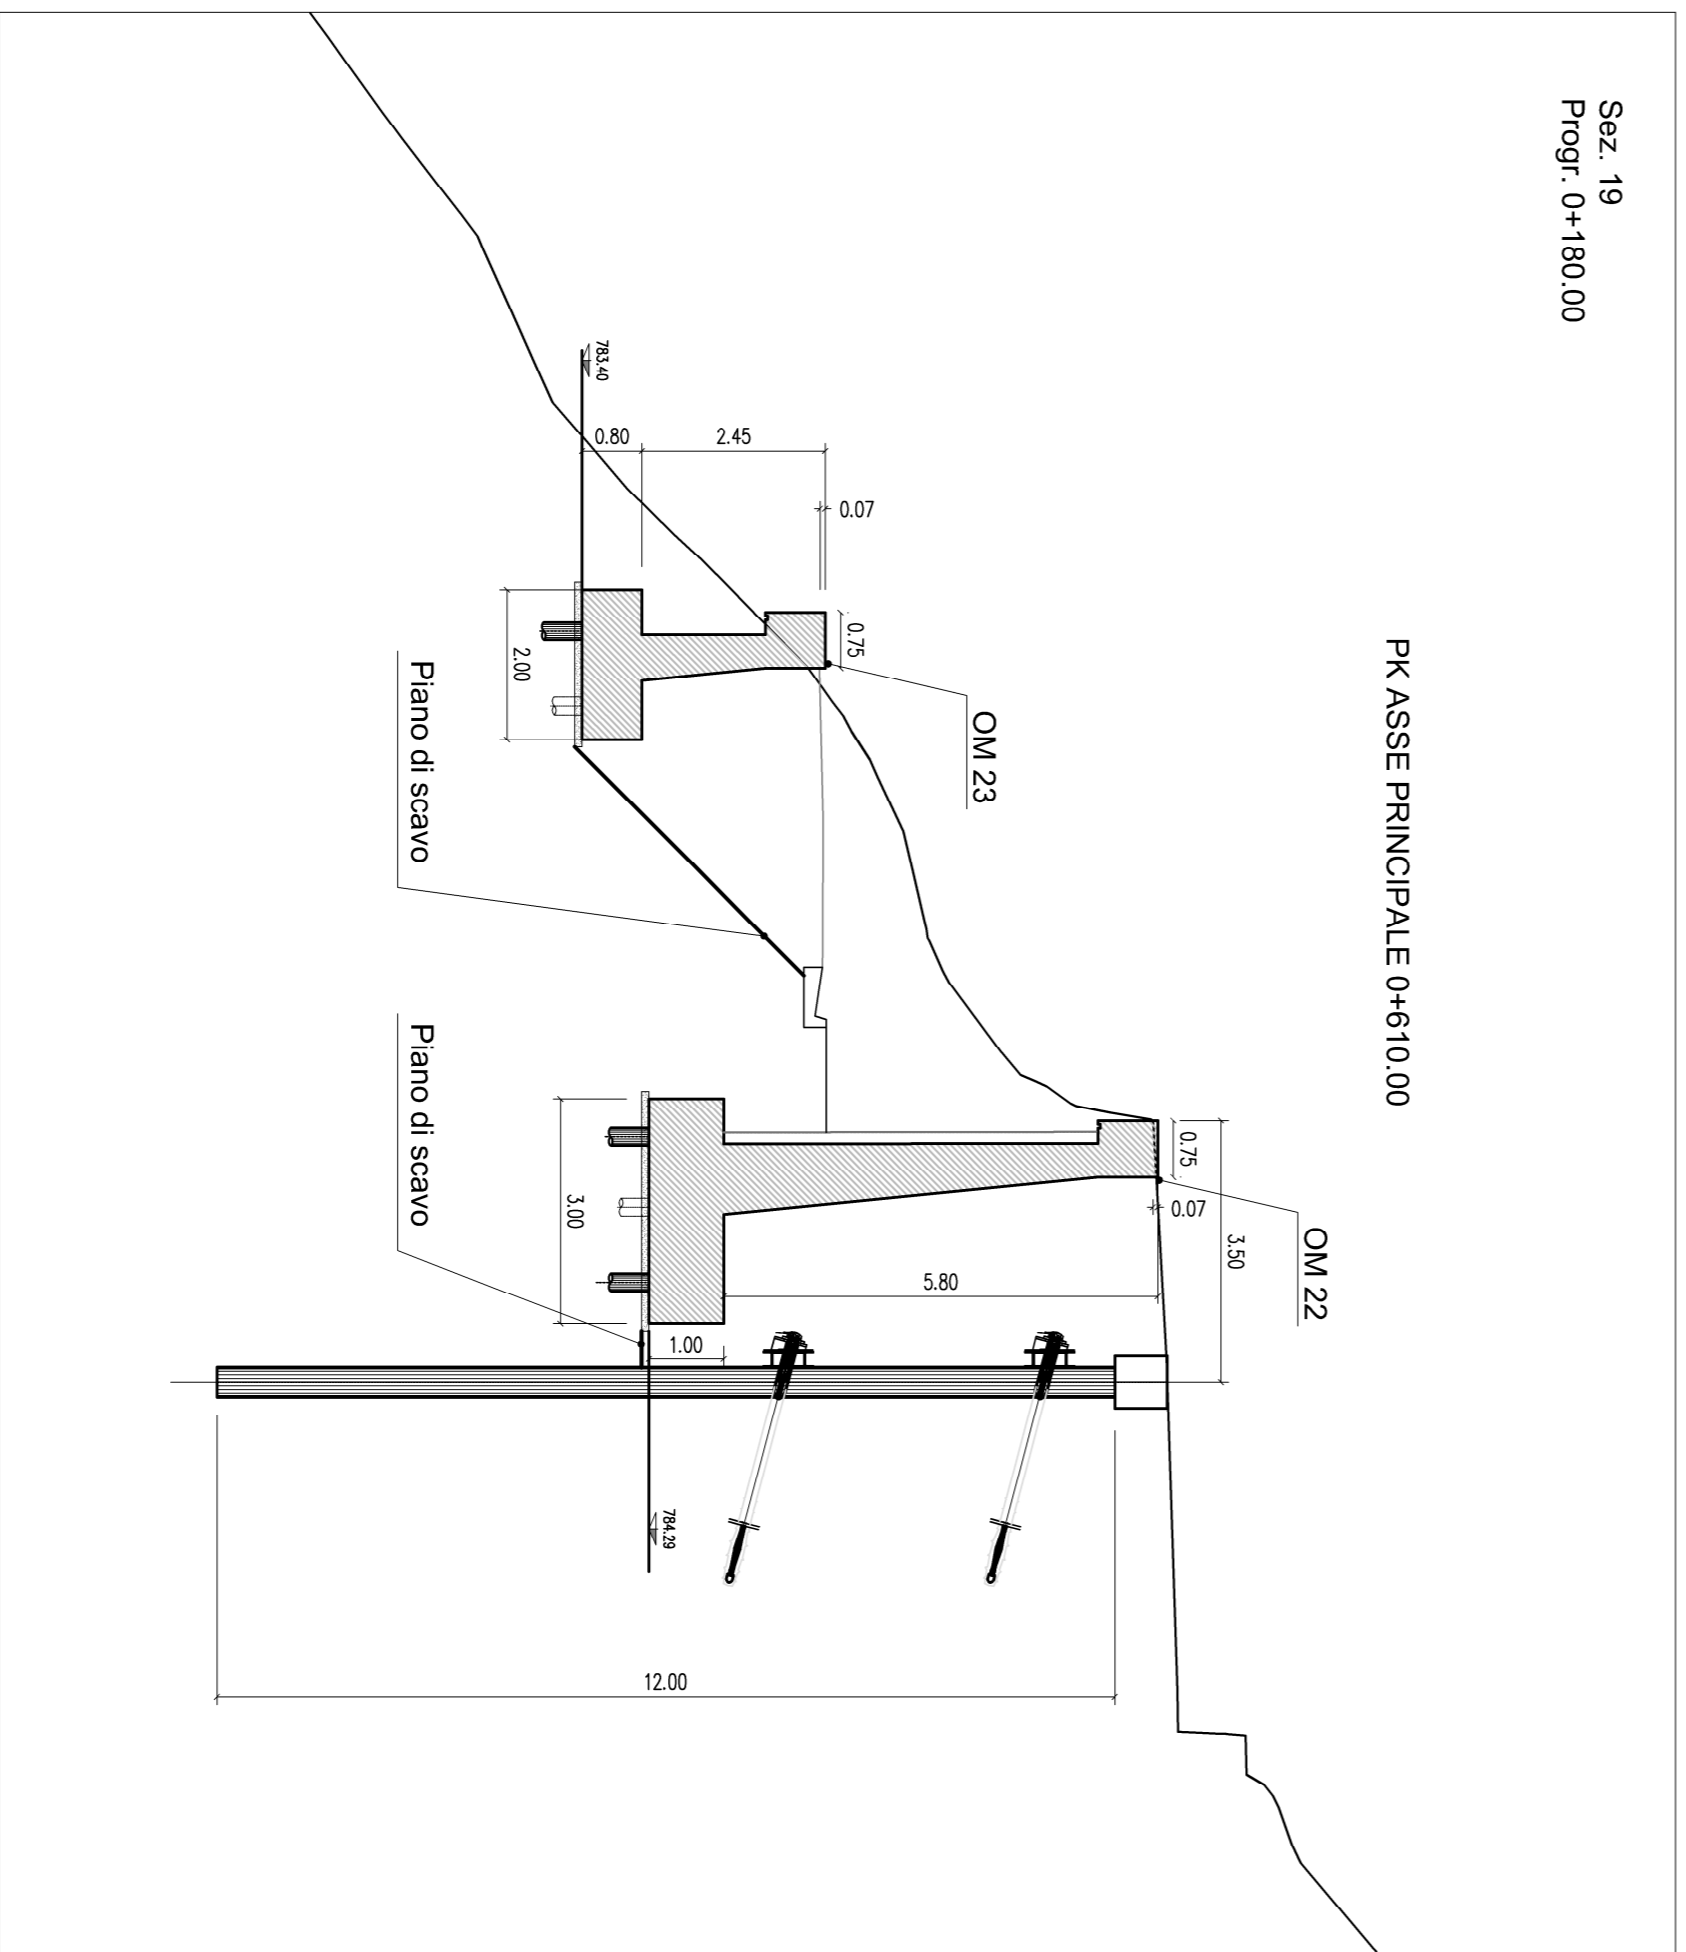 Sez. 19
Progr. 0+180.00
PK ASSE PRINCIPALE 0+610.00
783.40
0.80
2.45
0.07
0.75
2.00
OM 23
Piano di scavo
Piano di scavo
3.00
0.75
0.07
3.50
OM 22
5.80
1.00
784.29
12.00